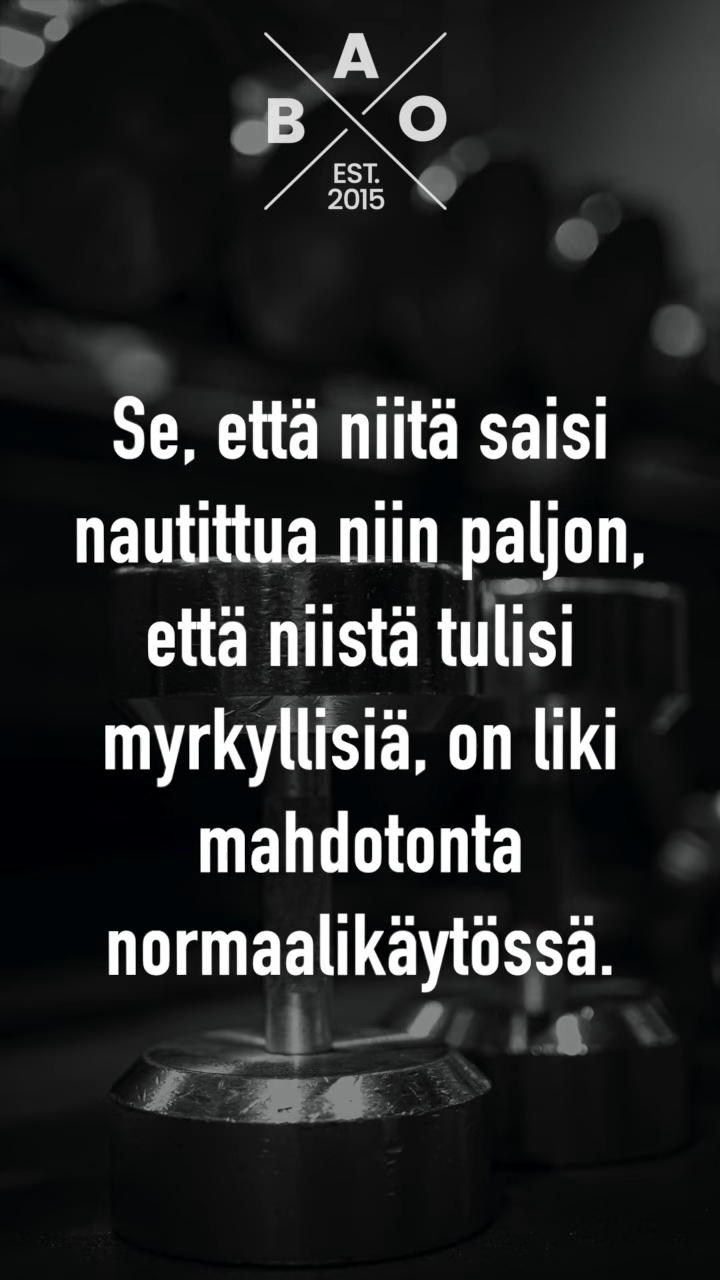 A
B O
EST.
2015
Se, että niitä saisi
nautittua niin paljon,
että niistä tulisi
myrkyllisiä, on liki
mahdotonta
normaalikäytössä.